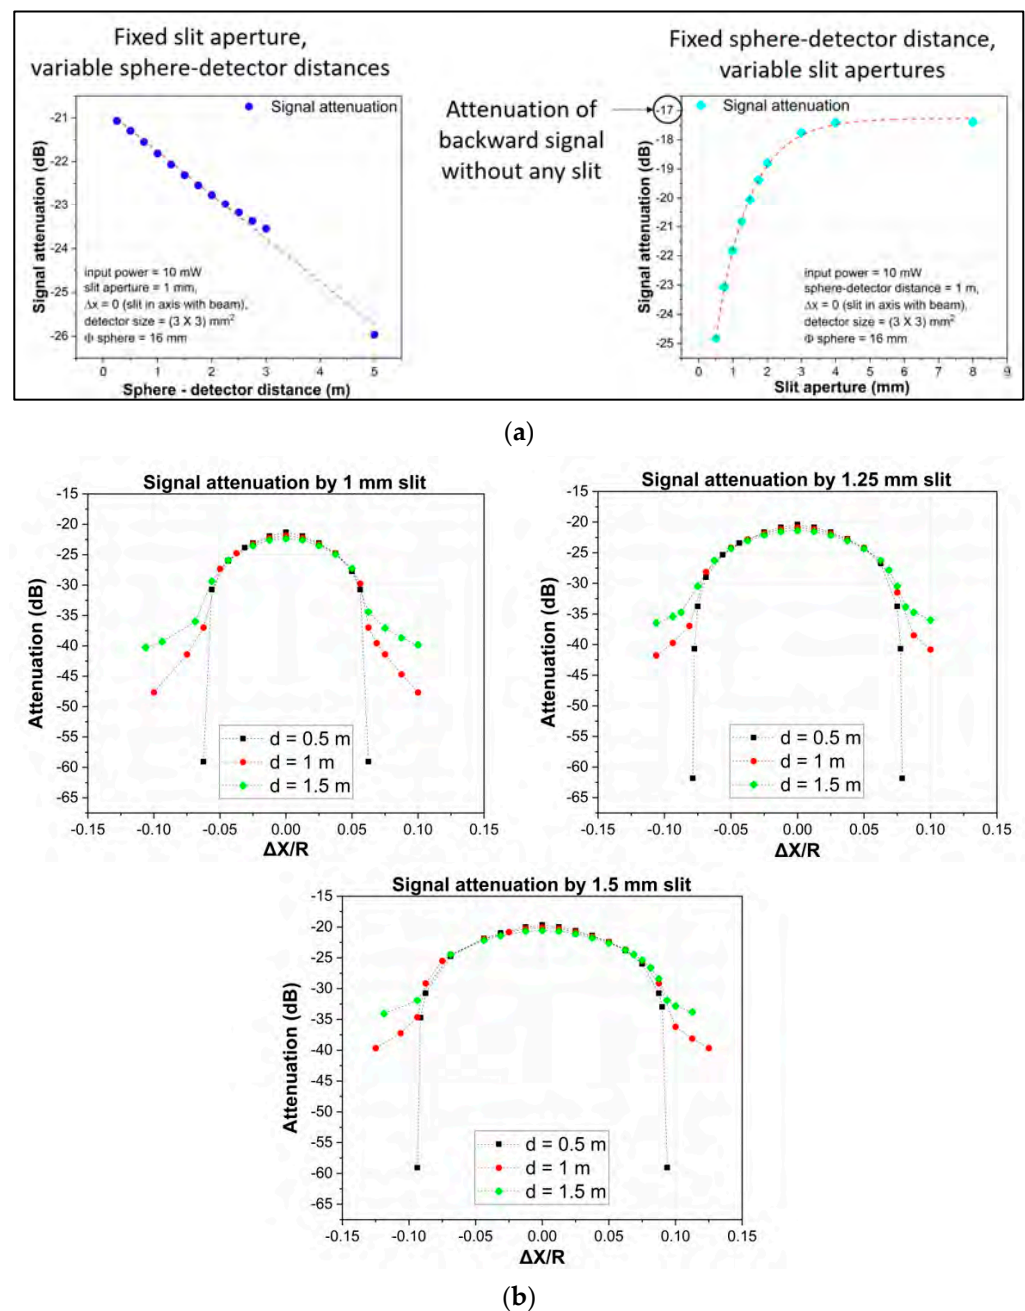 Fixed slit aperture,
variable sphere-detector distances
Signal attenuation
Signal attenuation (dB)
-21
-22
-23
-24
-25
-26
input power = 10 mW
slit aperture = 1 mm,
Δx = 0 (slit in axis with beam),
detector size = (3 X 3) mm²
Φ sphere = 16 mm
0 1 2 3 4 5
Sphere - detector distance (m)
Attenuation of
backward signal
without any slit
Fixed sphere-detector distance,
variable slit apertures
Signal attenuation
Signal attenuation (dB)
-17
-18
-19
-20
-21
-22
-23
-24
-25
input power = 10 mW
sphere-detector distance = 1 m,
Δx = 0 (slit in axis with beam),
detector size = (3 X 3) mm²
Φ sphere = 16 mm
0 1 2 3 4 5 6 7 8 9
Slit aperture (mm)
(a)
Signal attenuation by 1 mm slit
Attenuation (dB)
-15
-20
-25
-30
-35
-40
-45
-50
-55
-60
-65
d = 0.5 m
d = 1 m
d = 1.5 m
-0.15 -0.10 -0.05 0.00 0.05 0.10 0.15
ΔX/R
Signal attenuation by 1.25 mm slit
Attenuation (dB)
-15
-20
-25
-30
-35
-40
-45
-50
-55
-60
-65
d = 0.5 m
d = 1 m
d = 1.5 m
-0.15 -0.10 -0.05 0.00 0.05 0.10 0.15
ΔX/R
Signal attenuation by 1.5 mm slit
Attenuation (dB)
-15
-20
-25
-30
-35
-40
-45
-50
-55
-60
-65
d = 0.5 m
d = 1 m
d = 1.5 m
-0.15 -0.10 -0.05 0.00 0.05 0.10 0.15
ΔX/R
(b)